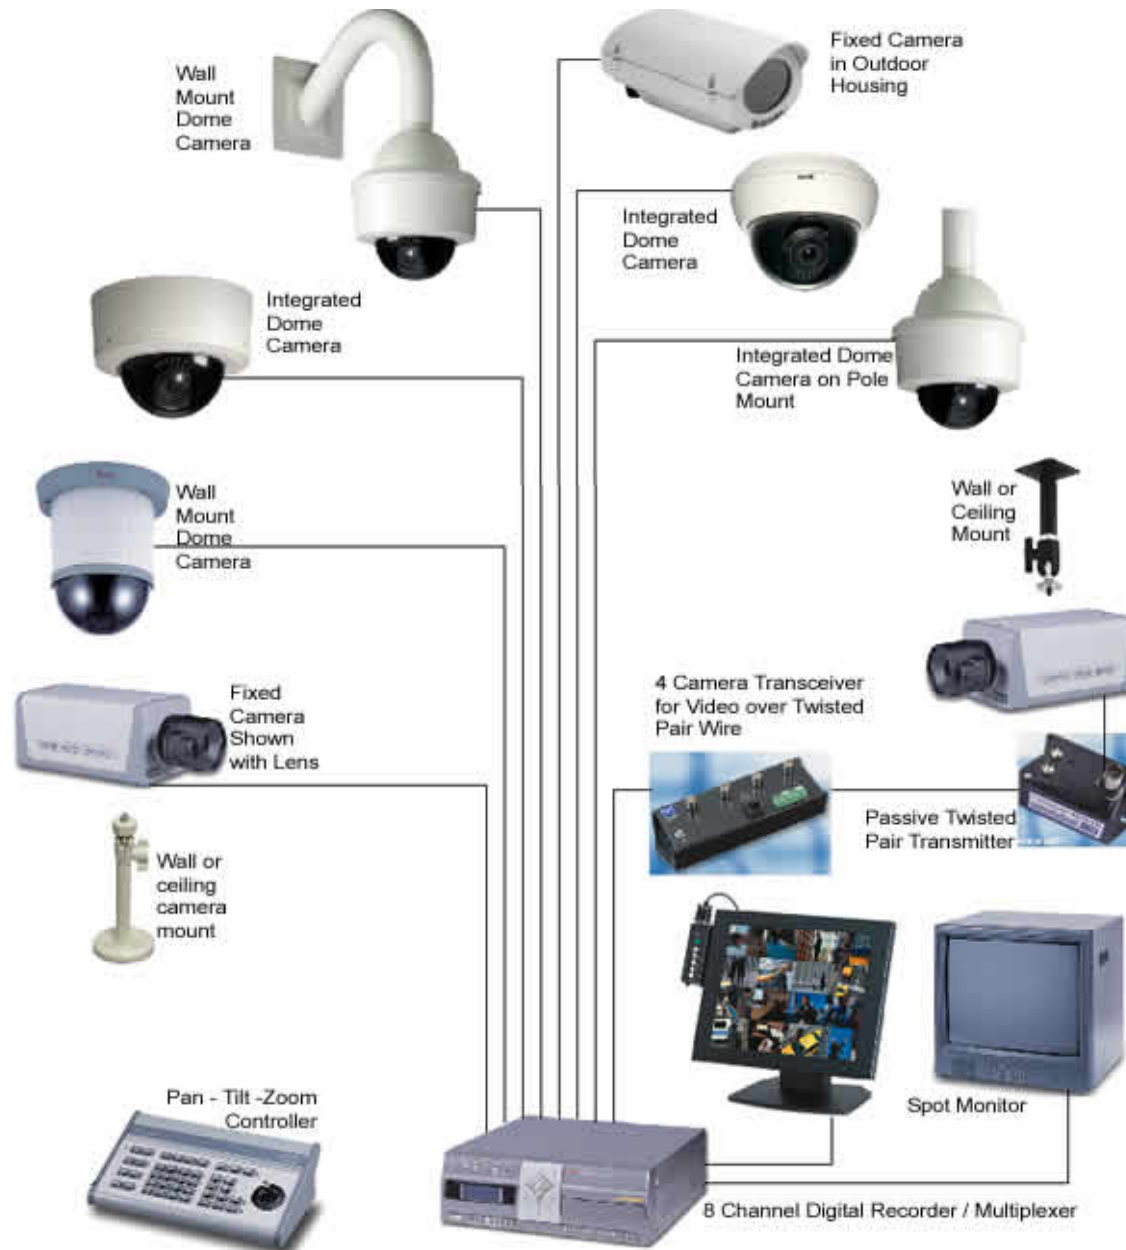 Fixed Camera
in Outdoor
Housing
Wall
Mount
Dome
Camera
Integrated
Dome
Camera
Integrated
Dome
Camera
Integrated Dome
Camera on Pole
Mount
Wall
Mount
Dome
Camera
Wall or
Ceiling
Mount
Fixed
Camera
Shown
with Lens
4 Camera Transceiver
for Video over Twisted
Pair Wire
Passive Twisted
Pair Transmitter
Wall or
ceiling
camera
mount
Pan - Tilt -Zoom
Controller
Spot Monitor
8 Channel Digital Recorder / Multiplexer